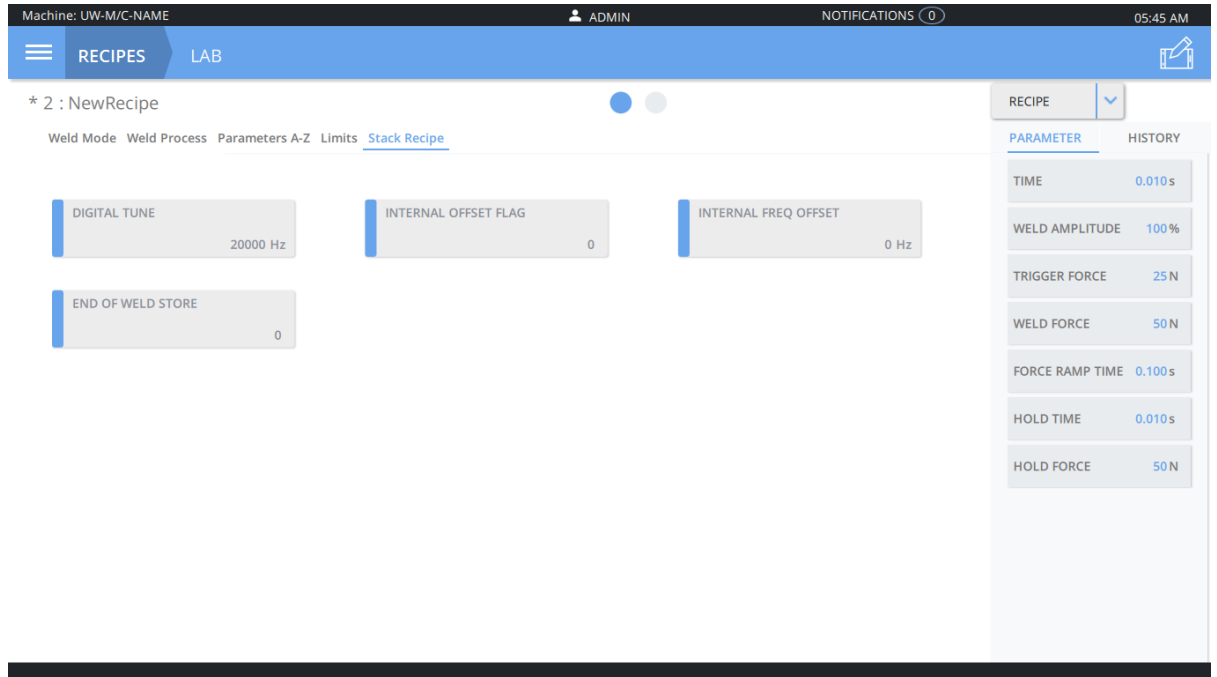 Machine: UW-M/C-NAME ADMIN NOTIFICATIONS 0 05:45 AM
RECIPES LAB
* 2 : NewRecipe
Weld Mode Weld Process Parameters A-Z Limits Stack Recipe
DIGITAL TUNE
20000 Hz
INTERNAL OFFSET FLAG
0
INTERNAL FREQ OFFSET
0 Hz
END OF WELD STORE
0
RECIPE
PARAMETER HISTORY
TIME 0.010 s
WELD AMPLITUDE 100 %
TRIGGER FORCE 25 N
WELD FORCE 50 N
FORCE RAMP TIME 0.100 s
HOLD TIME 0.010 s
HOLD FORCE 50 N